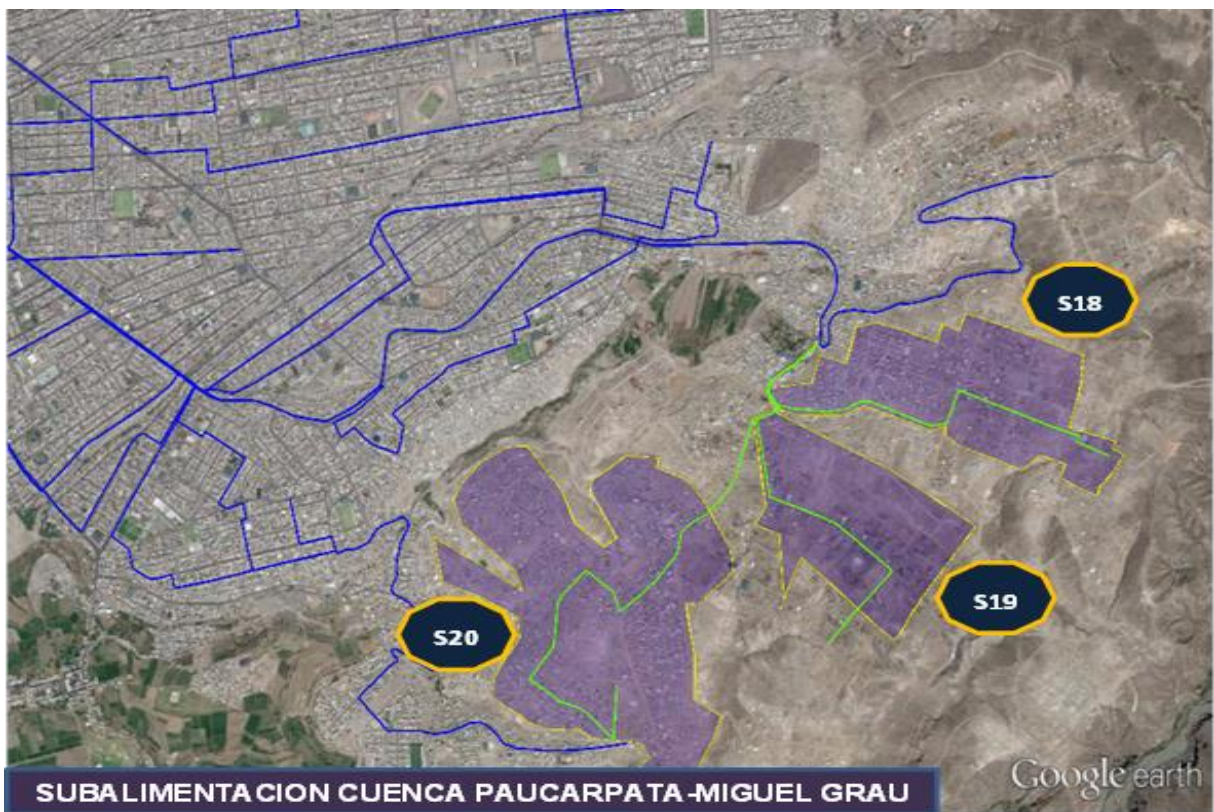 S18
S19
S20
Google earth
SUBALIMENTACION CUENCA PAUCARPATA-MIGUEL GRAU